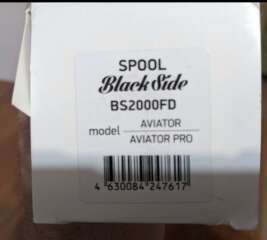 SPOOL
Black Side
BS2000FD
model AVIATOR
AVIATOR PRO
4 630084 247617